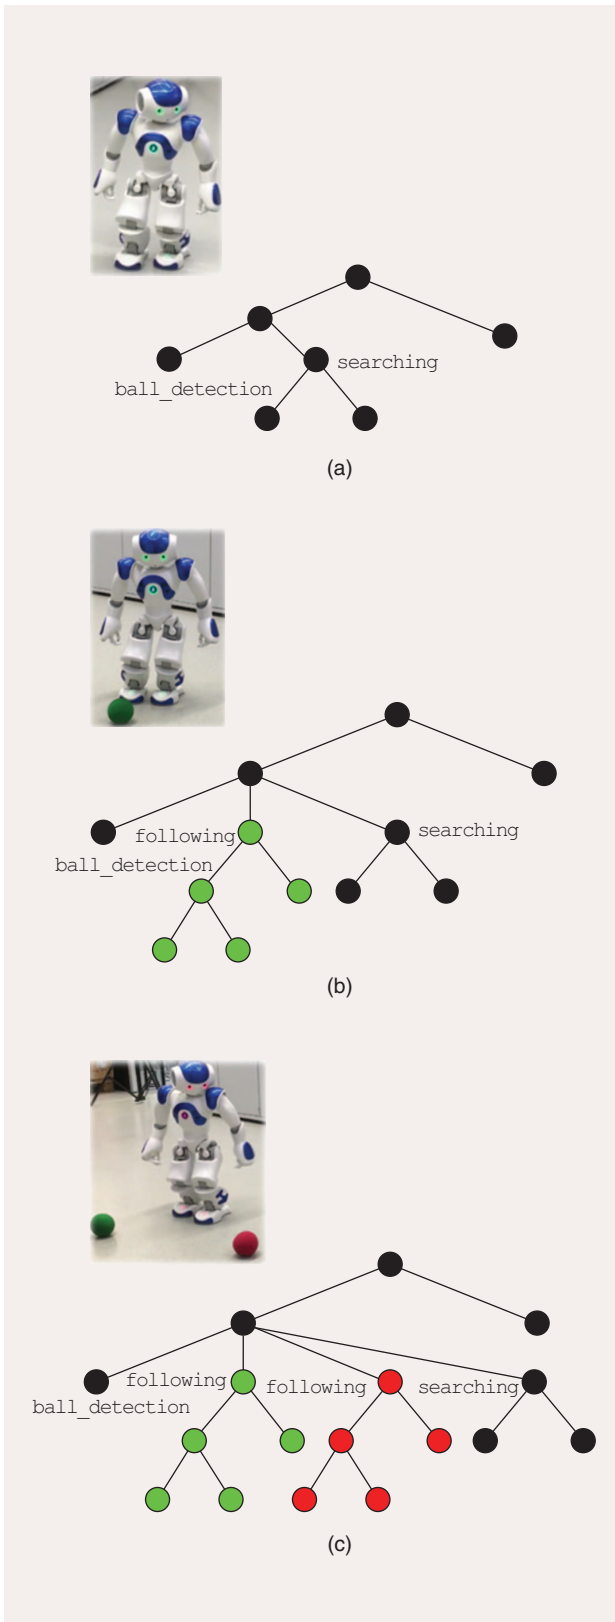 searching
ball_detection
(a)
following
searching
ball_detection
(b)
following
following
searching
ball_detection
(c)